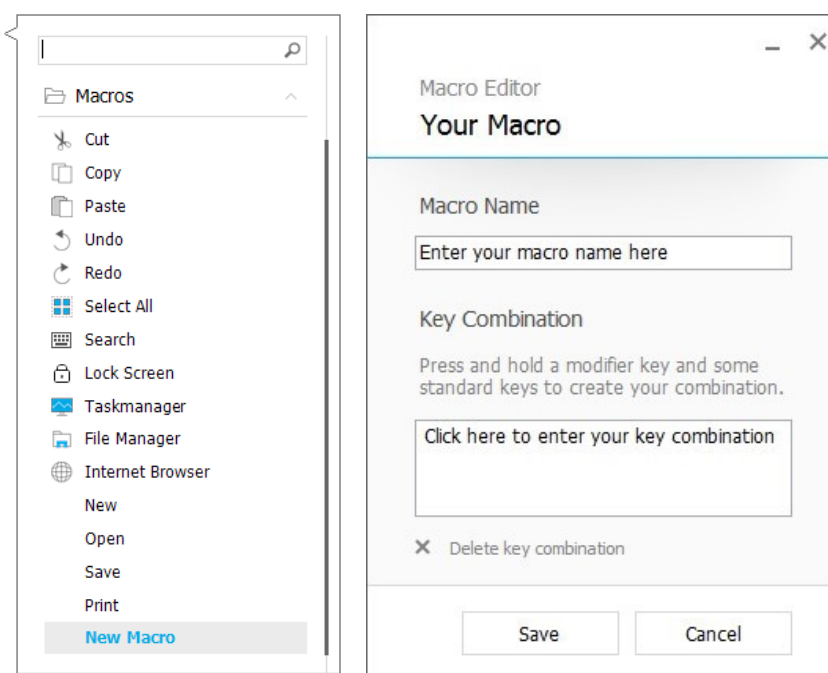 Macros
Cut
Copy
Paste
Undo
Redo
Select All
Search
Lock Screen
Taskmanager
File Manager
Internet Browser
New
Open
Save
Print
New Macro
Macro Editor
Your Macro
Macro Name
Enter your macro name here
Key Combination
Press and hold a modifier key and some
standard keys to create your combination.
Click here to enter your key combination
Delete key combination
Save
Cancel